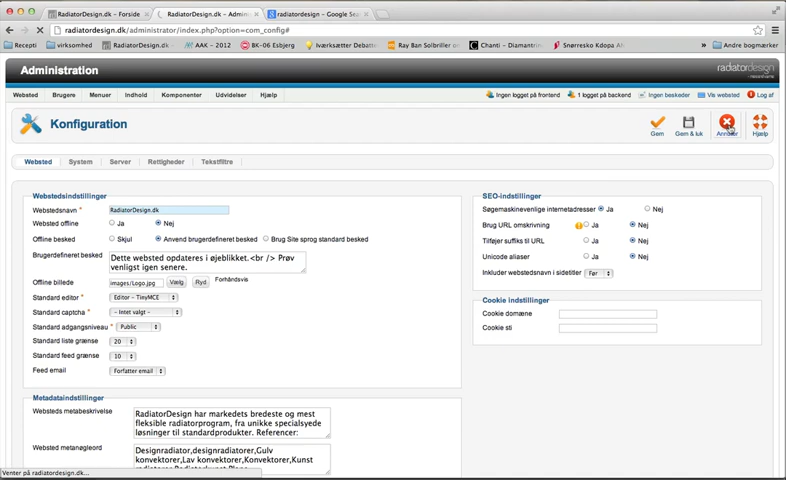 RadiatorDesign.dk - Forside
RadiatorDesign.dk - Admini
radiatordesign - Google Sea
radiatordesign.dk/administrator/index.php?option=com_config#
Recepti
virksomhed
RadiatorDesign.dk
AAK - 2012
BK-06 Esbjerg
Iværksætter Debatter
Ray Ban Solbriller on
Chanti - Diamantrin
Snørresko Kdopa Ak
»
Andre bogmærker
Administration
radiatordesign
Websted
Brugere
Menuer
Indhold
Komponenter
Udvidelser
Hjælp
Ingen logget på frontend
1 logget på backend
Ingen beskeder
Vis websted
Log af
Konfiguration
Gem
Gem & luk
Annuller
Hjælp
Websted
System
Server
Rettigheder
Tekstfiltre
Webstedsindstillinger
Webstedsnavn *
RadiatorDesign.dk
Websted offline
Ja
Nej
Offline besked
Skjul
Anvend brugerdefineret besked
Brug Site sprog standard besked
Brugerdefineret besked
Dette websted opdateres i øjeblikket.<br /> Prøv
venligst igen senere.
Offline billede
images/Logo.jpg
Vælg
Ryd
Forhåndsvis
Standard editor *
Editor - TinyMCE
Standard captcha *
- Intet valgt -
Standard adgangsniveau *
Public
Standard liste grænse
20
Standard feed grænse
10
Feed email
Forfatter email
Metadataindstillinger
Websteds metabeskrivelse
RadiatorDesign har markedets bredeste og mest
fleksible radiatorprogram, fra unikke specialsyede
løsninger til standardprodukter. Referencer:
Websted metanøgleord
Designradiator,designradiatorer,Gulv
konvektorer,Lav konvektorer,Konvektorer,Kunst
SEO-indstillinger
Søgemaskinevenlige internetadresser
Ja
Nej
Brug URL omskrivning
Ja
Nej
Tilføjer suffiks til URL
Ja
Nej
Unicode aliaser
Ja
Nej
Inkluder webstedsnavn i sidetitler
Før
Cookie indstillinger
Cookie domæne
Cookie sti
Venter på radiatordesign.dk...